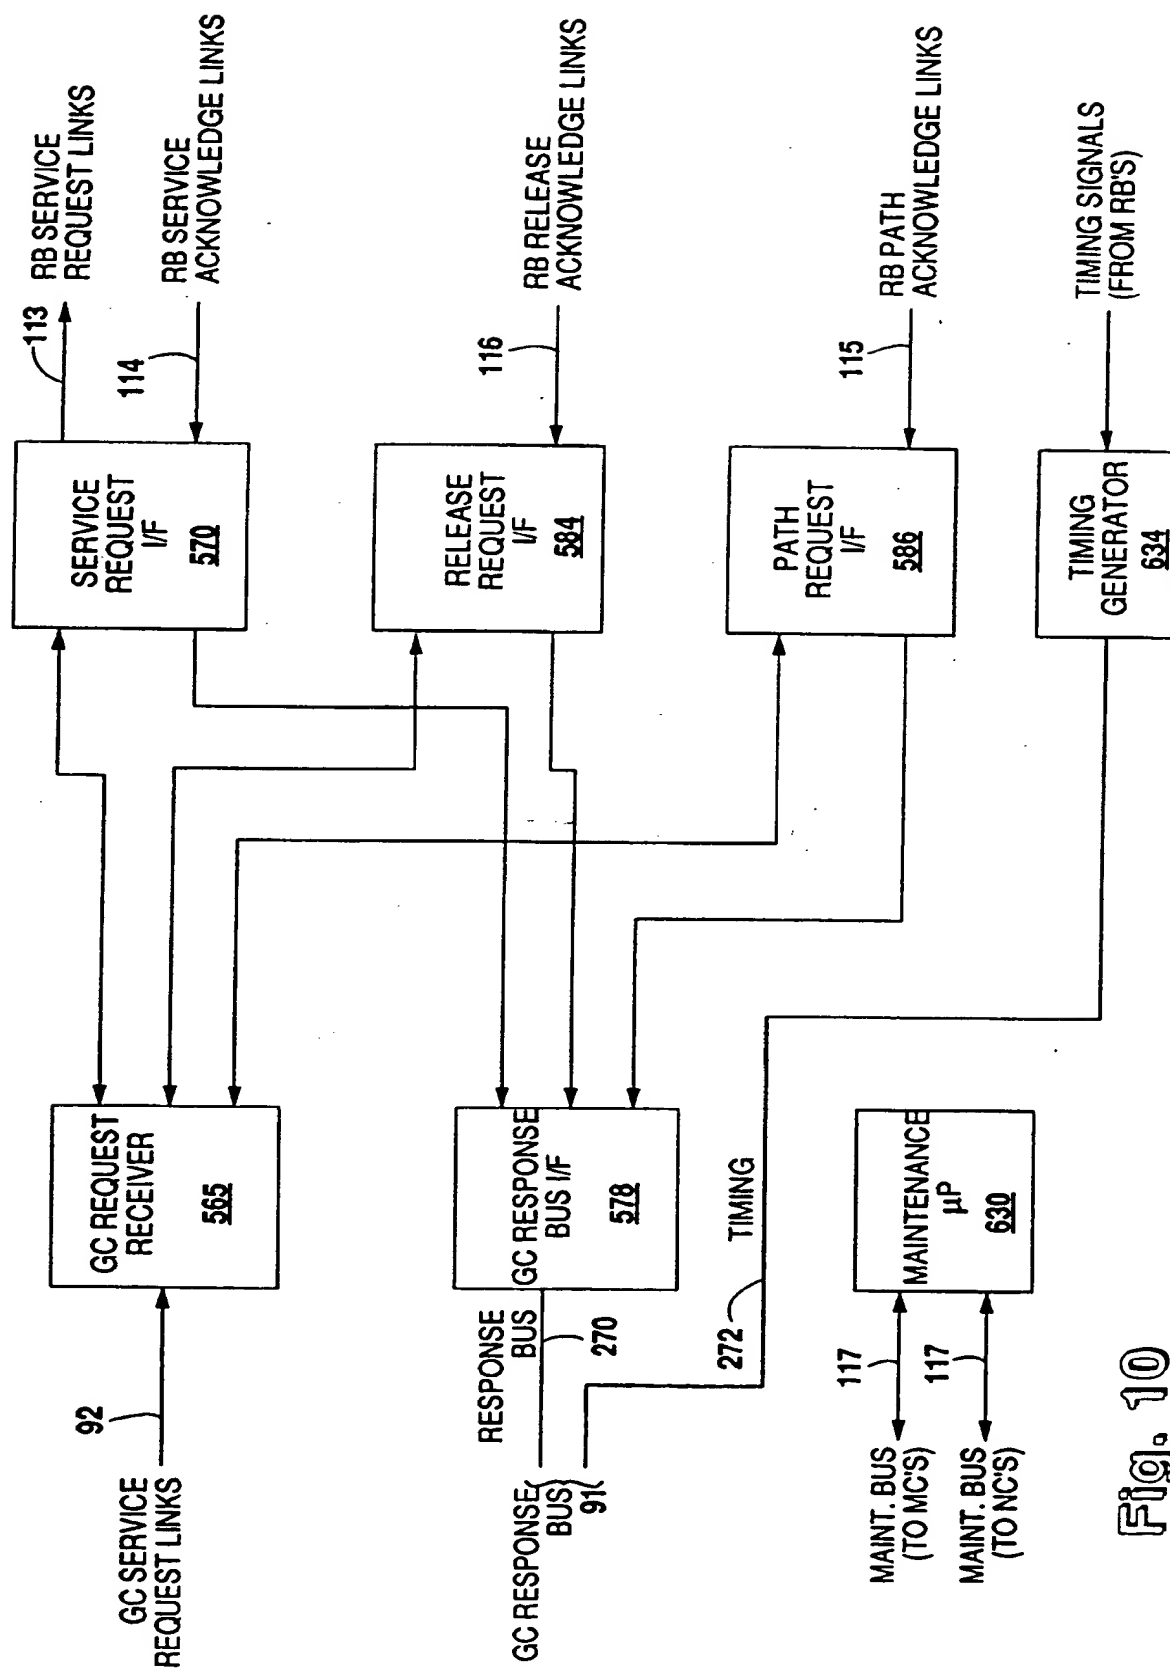 GC SERVICE
REQUEST LINKS
92
GC REQUEST
RECEIVER
565
SERVICE
REQUEST
I/F
570
113
RB SERVICE
REQUEST LINKS
114
RB SERVICE
ACKNOWLEDGE LINKS
RELEASE
REQUEST
I/F
584
116
RB RELEASE
ACKNOWLEDGE LINKS
GC RESPONSE
BUS
91
RESPONSE
BUS
270
GC RESPONSE
BUS I/F
578
PATH
REQUEST
I/F
586
115
RB PATH
ACKNOWLEDGE LINKS
272
TIMING
TIMING
GENERATOR
634
TIMING SIGNALS
(FROM RB'S)
MAINT. BUS
(TO MC'S)
117
MAINT. BUS
(TO NC'S)
117
MAINTENANCE
µP
630
Fig. 10